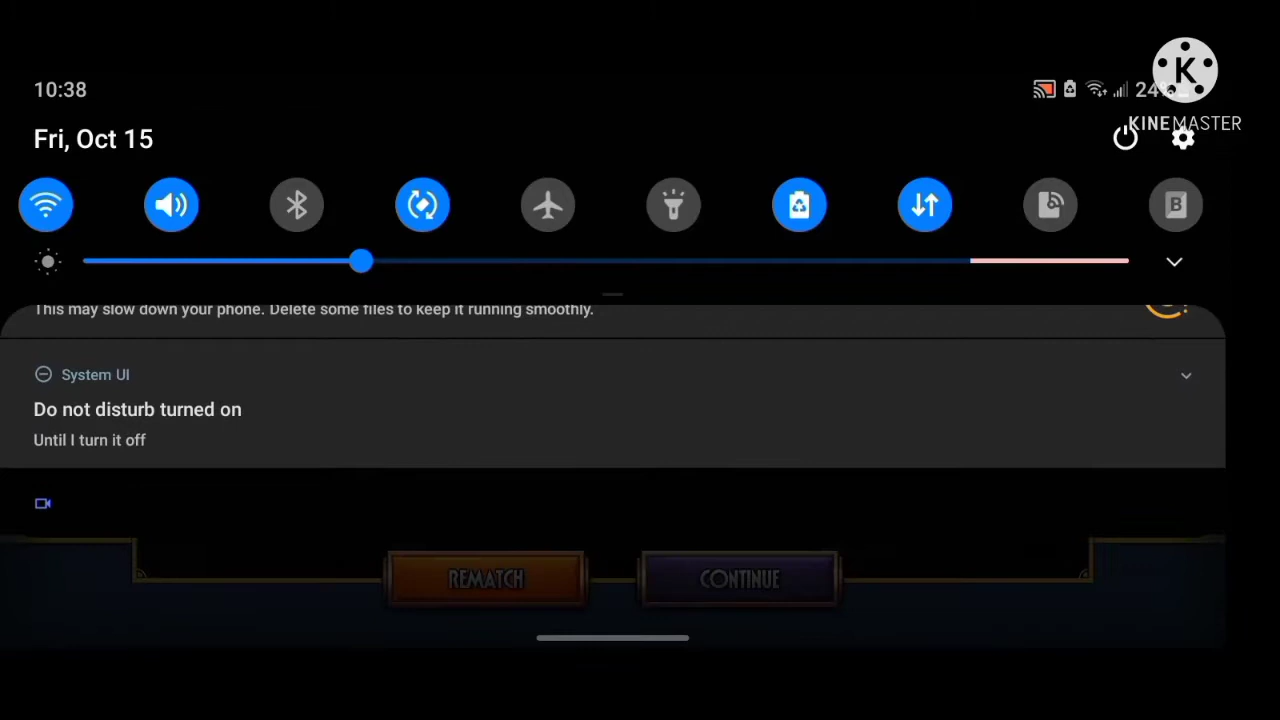 10:38
24%
KINEMASTER
Fri, Oct 15
This may slow down your phone. Delete some files to keep it running smoothly.
System UI
Do not disturb turned on
Until I turn it off
REMATCH
CONTINUE